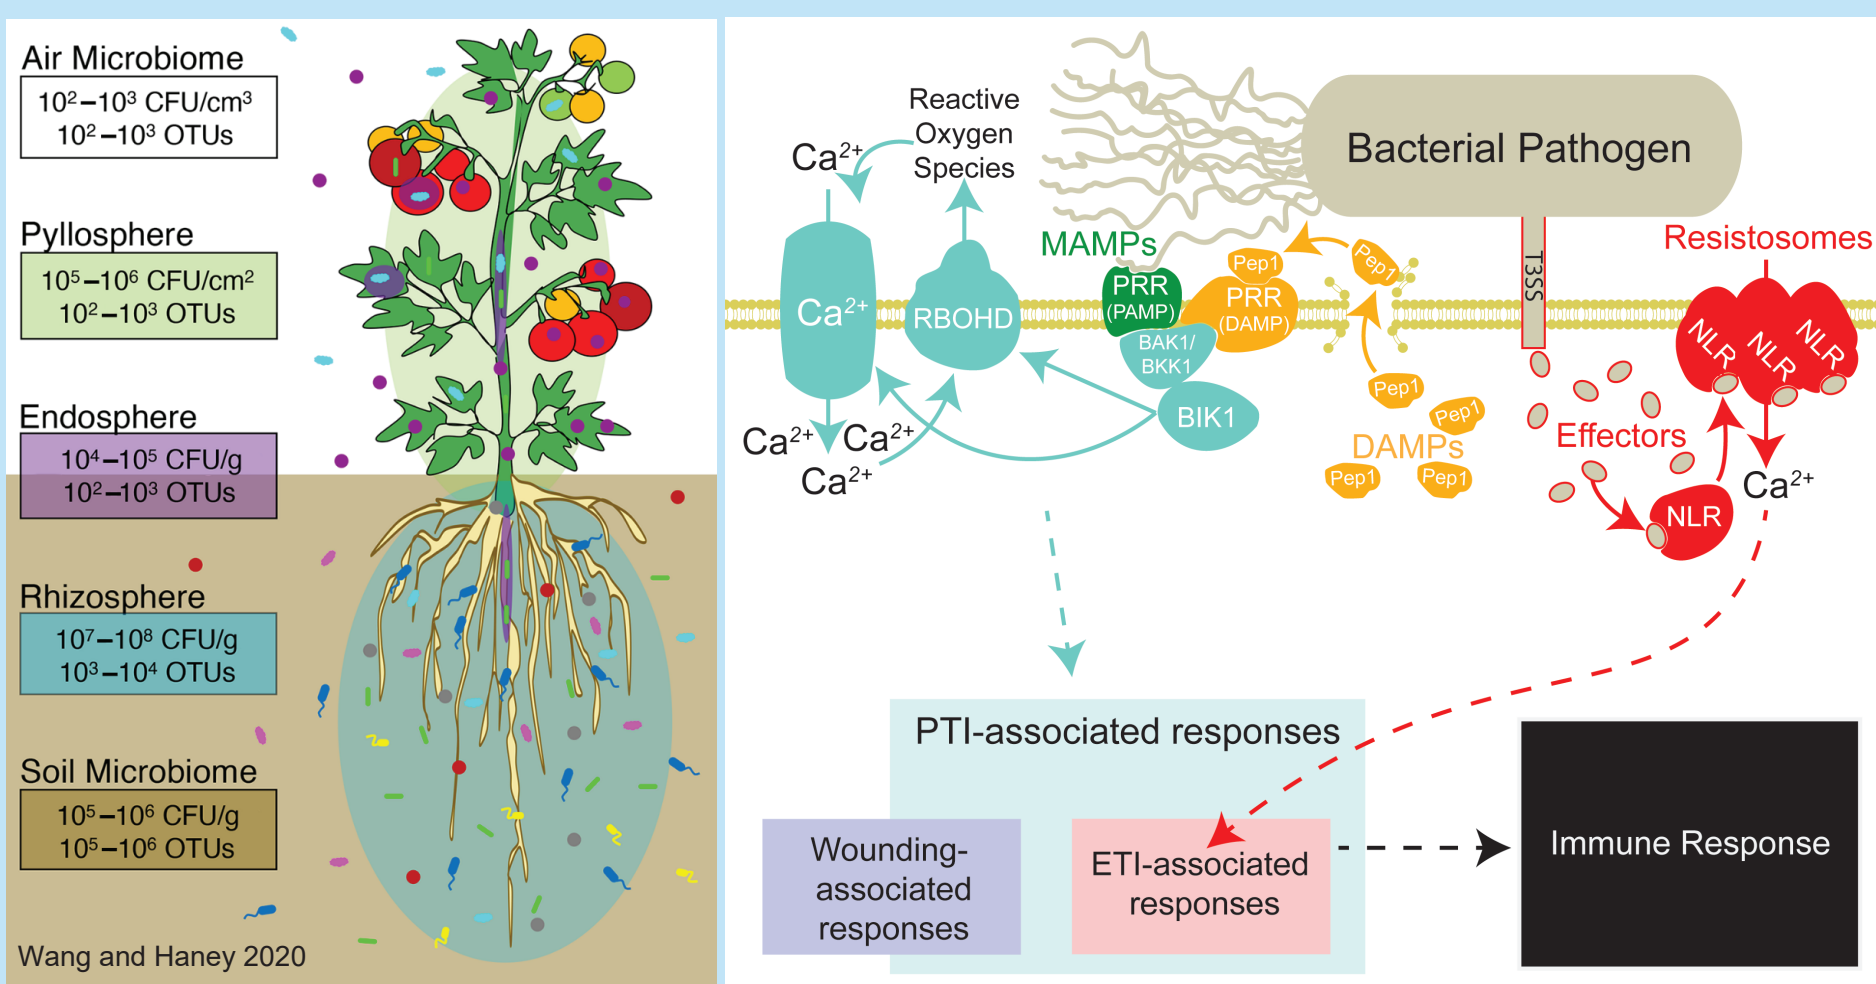 Air Microbiome
10²–10³ CFU/cm³
10²–10³ OTUs
Pyllosphere
10⁵–10⁶ CFU/cm²
10²–10³ OTUs
Endosphere
10⁴–10⁵ CFU/g
10²–10³ OTUs
Rhizosphere
10⁷–10⁸ CFU/g
10³–10⁴ OTUs
Soil Microbiome
10⁵–10⁶ CFU/g
10⁵–10⁶ OTUs
Wang and Haney 2020
Reactive
Oxygen
Species
Ca²⁺
Ca²⁺
RBOHD
Ca²⁺
Ca²⁺
Ca²⁺
MAMPs
PRR
(PAMP)
Pep1
PRR
(DAMP)
BAK1/
BKK1
BIK1
Pep1
Pep1
Pep1
DAMPs
Pep1
Pep1
Bacterial Pathogen
T3SS
Resistosomes
NLR
NLR
NLR
Effectors
NLR
Ca²⁺
PTI-associated responses
Wounding-
associated
responses
ETI-associated
responses
Immune Response